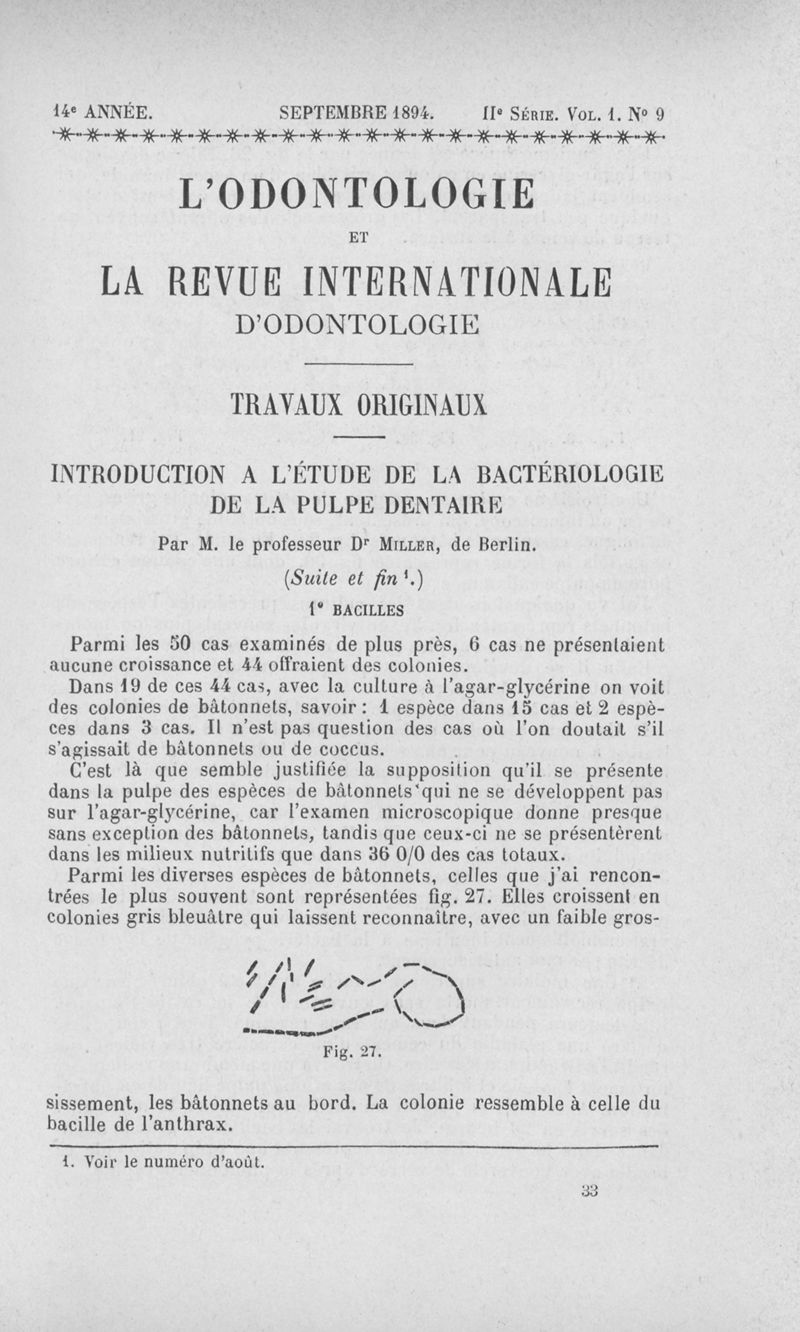 14e ANNÉE. SEPTEMBRE 1894. IIe SÉRIE. VOL. 1. No 9
L'ODONTOLOGIE
ET
LA REVUE INTERNATIONALE
D'ODONTOLOGIE
TRAVAUX ORIGINAUX
INTRODUCTION A L'ÉTUDE DE LA BACTÉRIOLOGIE
DE LA PULPE DENTAIRE
Par M. le professeur Dr MILLER, de Berlin.
(Suite et fin 1.)
1° BACILLES
Parmi les 50 cas examinés de plus près, 6 cas ne présentaient
aucune croissance et 44 offraient des colonies.
Dans 19 de ces 44 cas, avec la culture à l'agar-glycérine on voit
des colonies de bâtonnets, savoir : 1 espèce dans 15 cas et 2 espè-
ces dans 3 cas. Il n'est pas question des cas où l'on doutait s'il
s'agissait de bâtonnets ou de coccus.
C'est là que semble justifiée la supposition qu'il se présente
dans la pulpe des espèces de bâtonnets qui ne se développent pas
sur l'agar-glycérine, car l'examen microscopique donne presque
sans exception des bâtonnets, tandis que ceux-ci ne se présentèrent
dans les milieux nutritifs que dans 36 0/0 des cas totaux.
Parmi les diverses espèces de bâtonnets, celles que j'ai rencon-
trées le plus souvent sont représentées fig. 27. Elles croissent en
colonies gris bleuâtre qui laissent reconnaître, avec un faible gros-
Fig. 27.
sissement, les bâtonnets au bord. La colonie ressemble à celle du
bacille de l'anthrax.
1. Voir le numéro d'août.
33